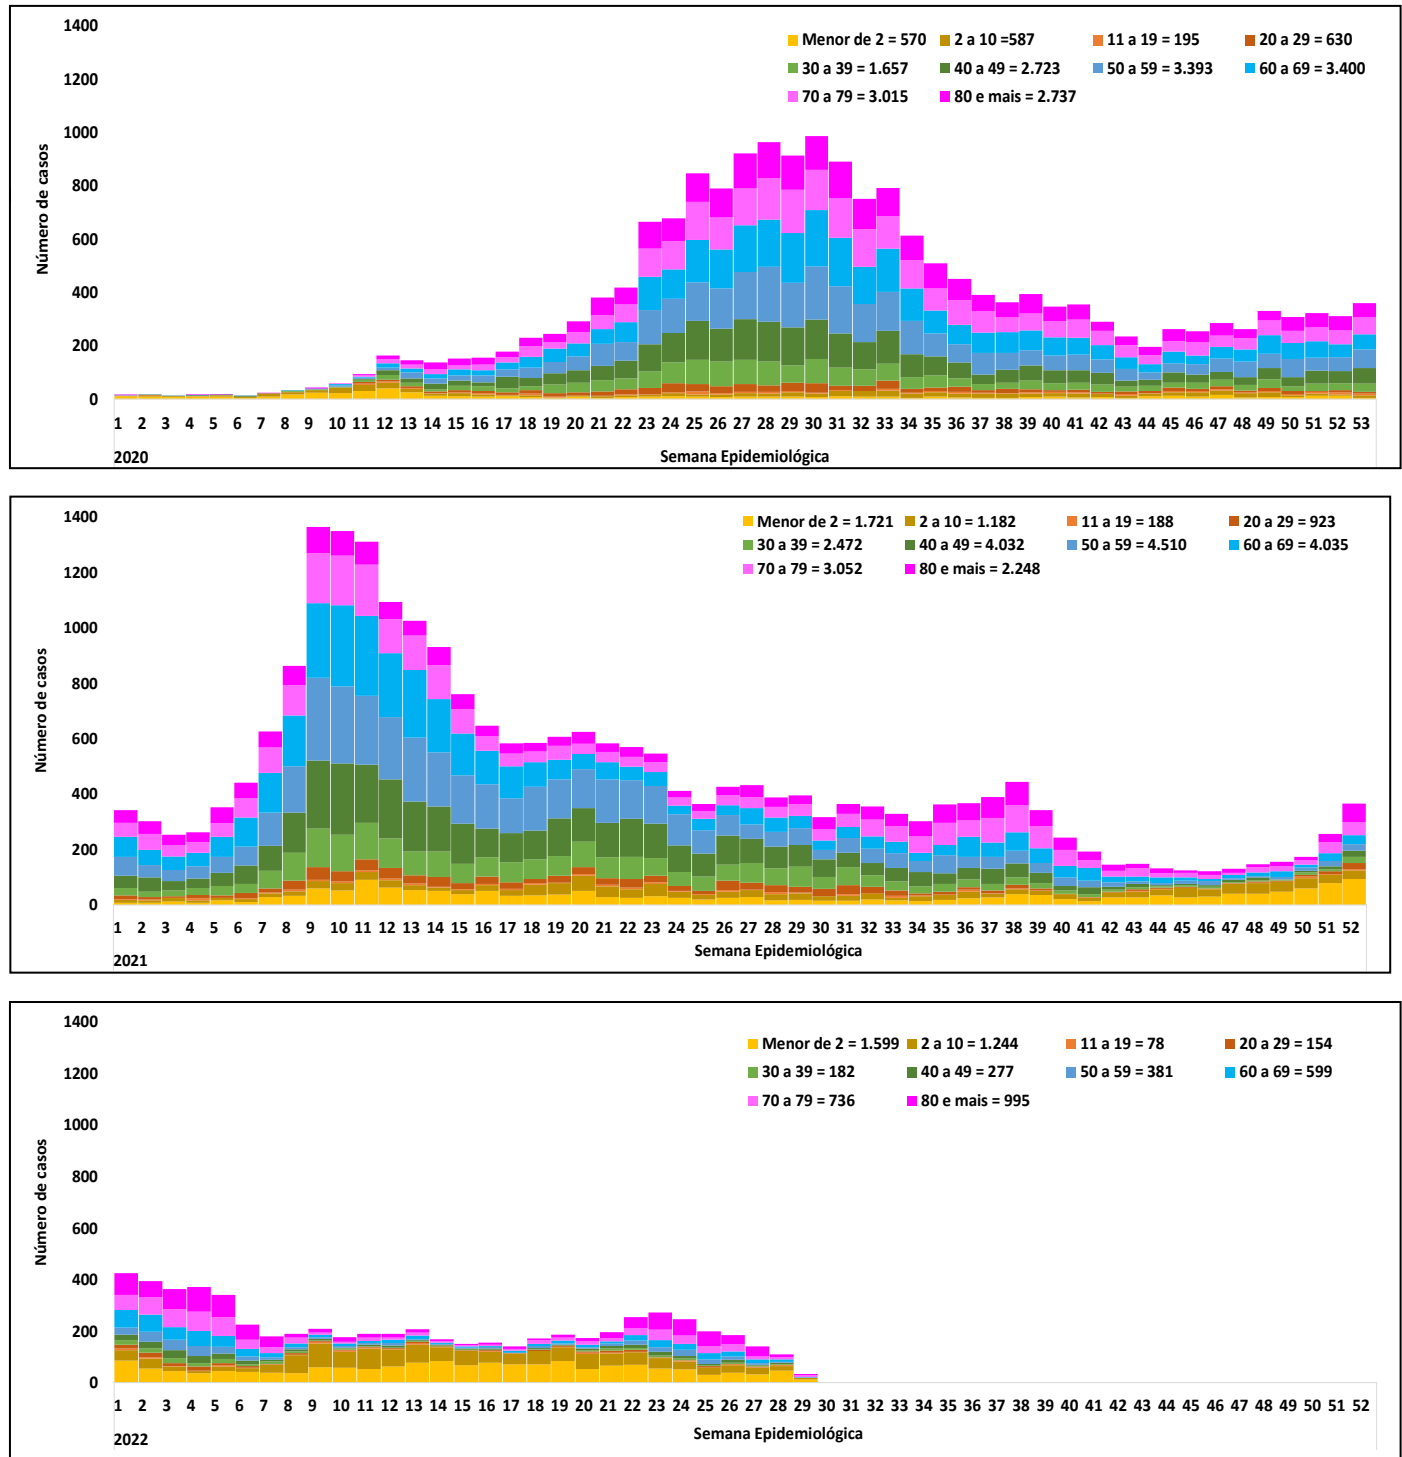 1400
1200
1000
800
600
400
200
0
Número de casos
Menor de 2 = 570 2 a 10 =587 11 a 19 = 195 20 a 29 = 630
30 a 39 = 1.657 40 a 49 = 2.723 50 a 59 = 3.393 60 a 69 = 3.400
70 a 79 = 3.015 80 e mais = 2.737
1 2 3 4 5 6 7 8 9 10 11 12 13 14 15 16 17 18 19 20 21 22 23 24 25 26 27 28 29 30 31 32 33 34 35 36 37 38 39 40 41 42 43 44 45 46 47 48 49 50 51 52 53
2020 Semana Epidemiológica
1400
1200
1000
800
600
400
200
0
Número de casos
Menor de 2 = 1.721 2 a 10 = 1.182 11 a 19 = 188 20 a 29 = 923
30 a 39 = 2.472 40 a 49 = 4.032 50 a 59 = 4.510 60 a 69 = 4.035
70 a 79 = 3.052 80 e mais = 2.248
1 2 3 4 5 6 7 8 9 10 11 12 13 14 15 16 17 18 19 20 21 22 23 24 25 26 27 28 29 30 31 32 33 34 35 36 37 38 39 40 41 42 43 44 45 46 47 48 49 50 51 52
Semana Epidemiológica
2021
1400
1200
1000
800
600
400
200
0
Número de casos
Menor de 2 = 1.599 2 a 10 = 1.244 11 a 19 = 78 20 a 29 = 154
30 a 39 = 182 40 a 49 = 277 50 a 59 = 381 60 a 69 = 599
70 a 79 = 736 80 e mais = 995
1 2 3 4 5 6 7 8 9 10 11 12 13 14 15 16 17 18 19 20 21 22 23 24 25 26 27 28 29 30 31 32 33 34 35 36 37 38 39 40 41 42 43 44 45 46 47 48 49 50 51 52
Semana Epidemiológica
2022